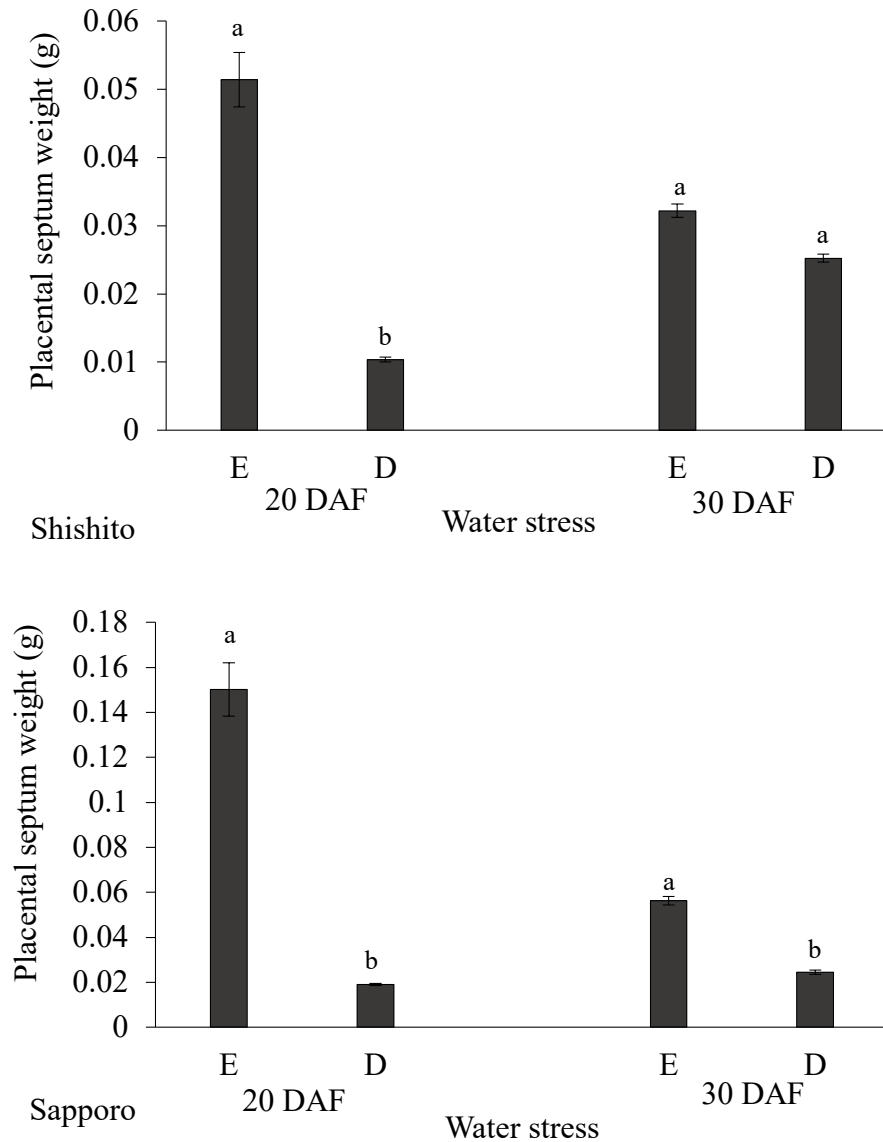 Placental septum weight (g)
0.06
0.05
0.04
0.03
0.02
0.01
0
a
b
a
a
E D E D
20 DAF 30 DAF
Shishito
Water stress
Placental septum weight (g)
0.18
0.16
0.14
0.12
0.1
0.08
0.06
0.04
0.02
0
a
b
a
b
E D E D
20 DAF 30 DAF
Sapporo
Water stress